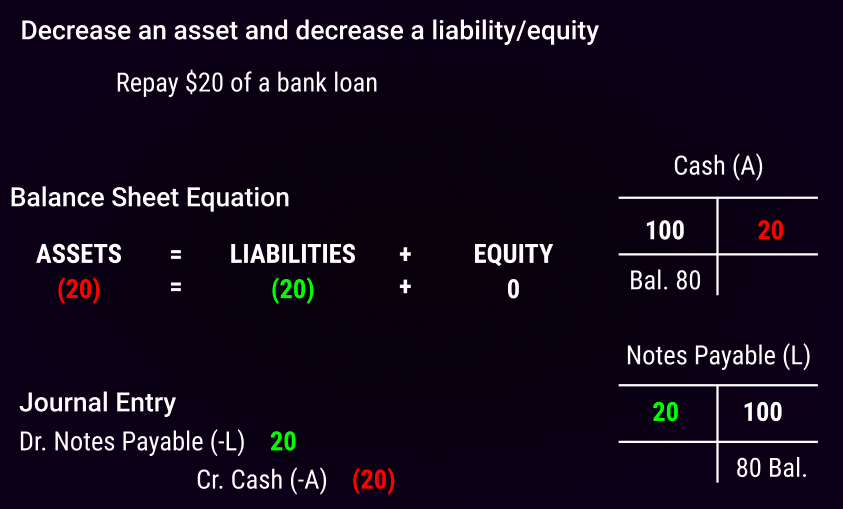 Decrease an asset and decrease a liability/equity
Repay $20 of a bank loan
Balance Sheet Equation
ASSETS = LIABILITIES + EQUITY
(20) = (20) + 0
Journal Entry
Dr. Notes Payable (-L) 20
Cr. Cash (-A) (20)
Cash (A)
100 20
Bal. 80
Notes Payable (L)
20 100
80 Bal.